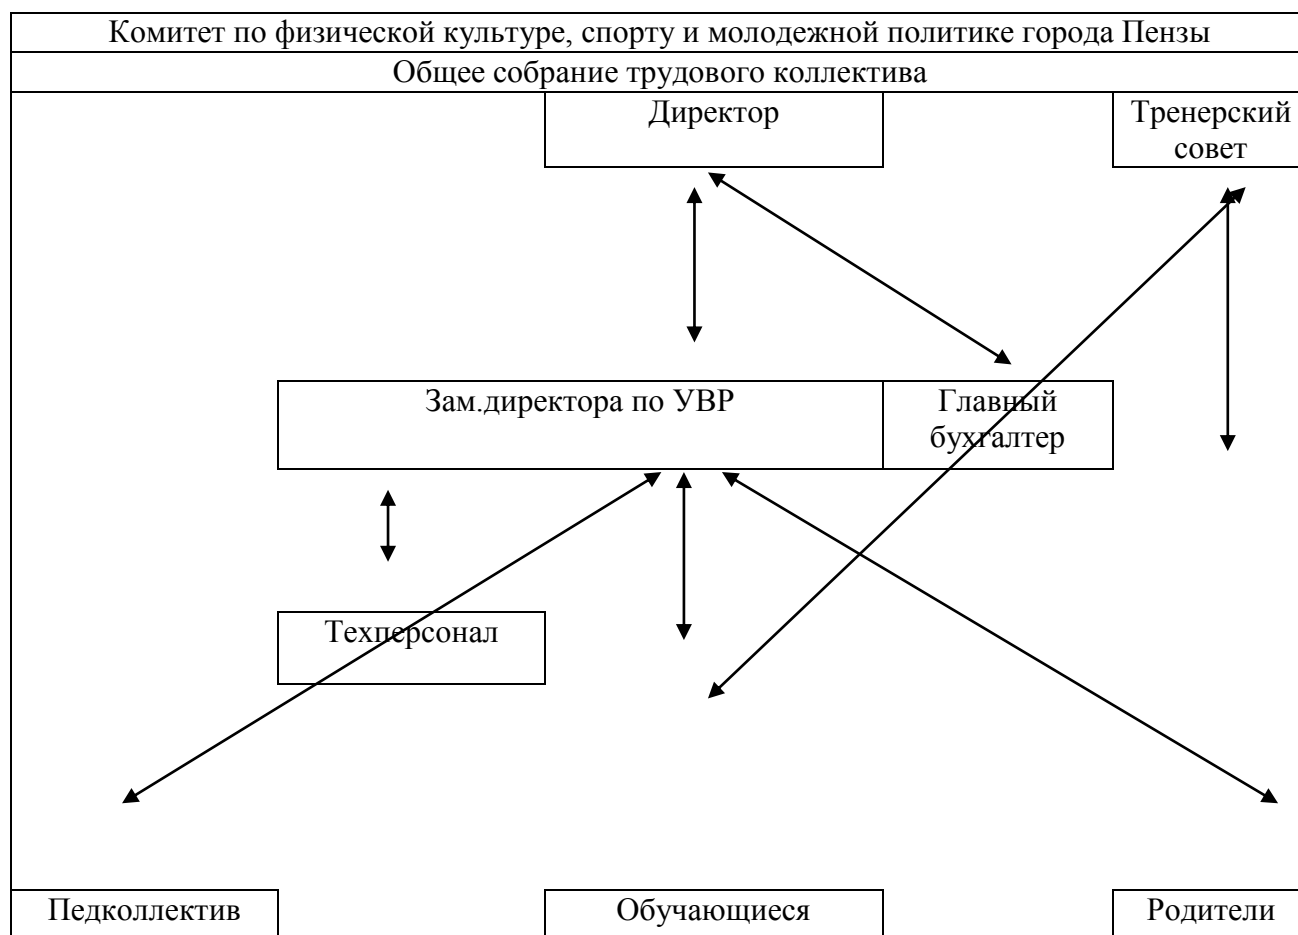 Комитет по физической культуре, спорту и молодежной политике города Пензы
Общее собрание трудового коллектива
Директор
Тренерский
совет
Зам.директора по УВР
Главный
бухгалтер
Техперсонал
Педколлектив
Обучающиеся
Родители